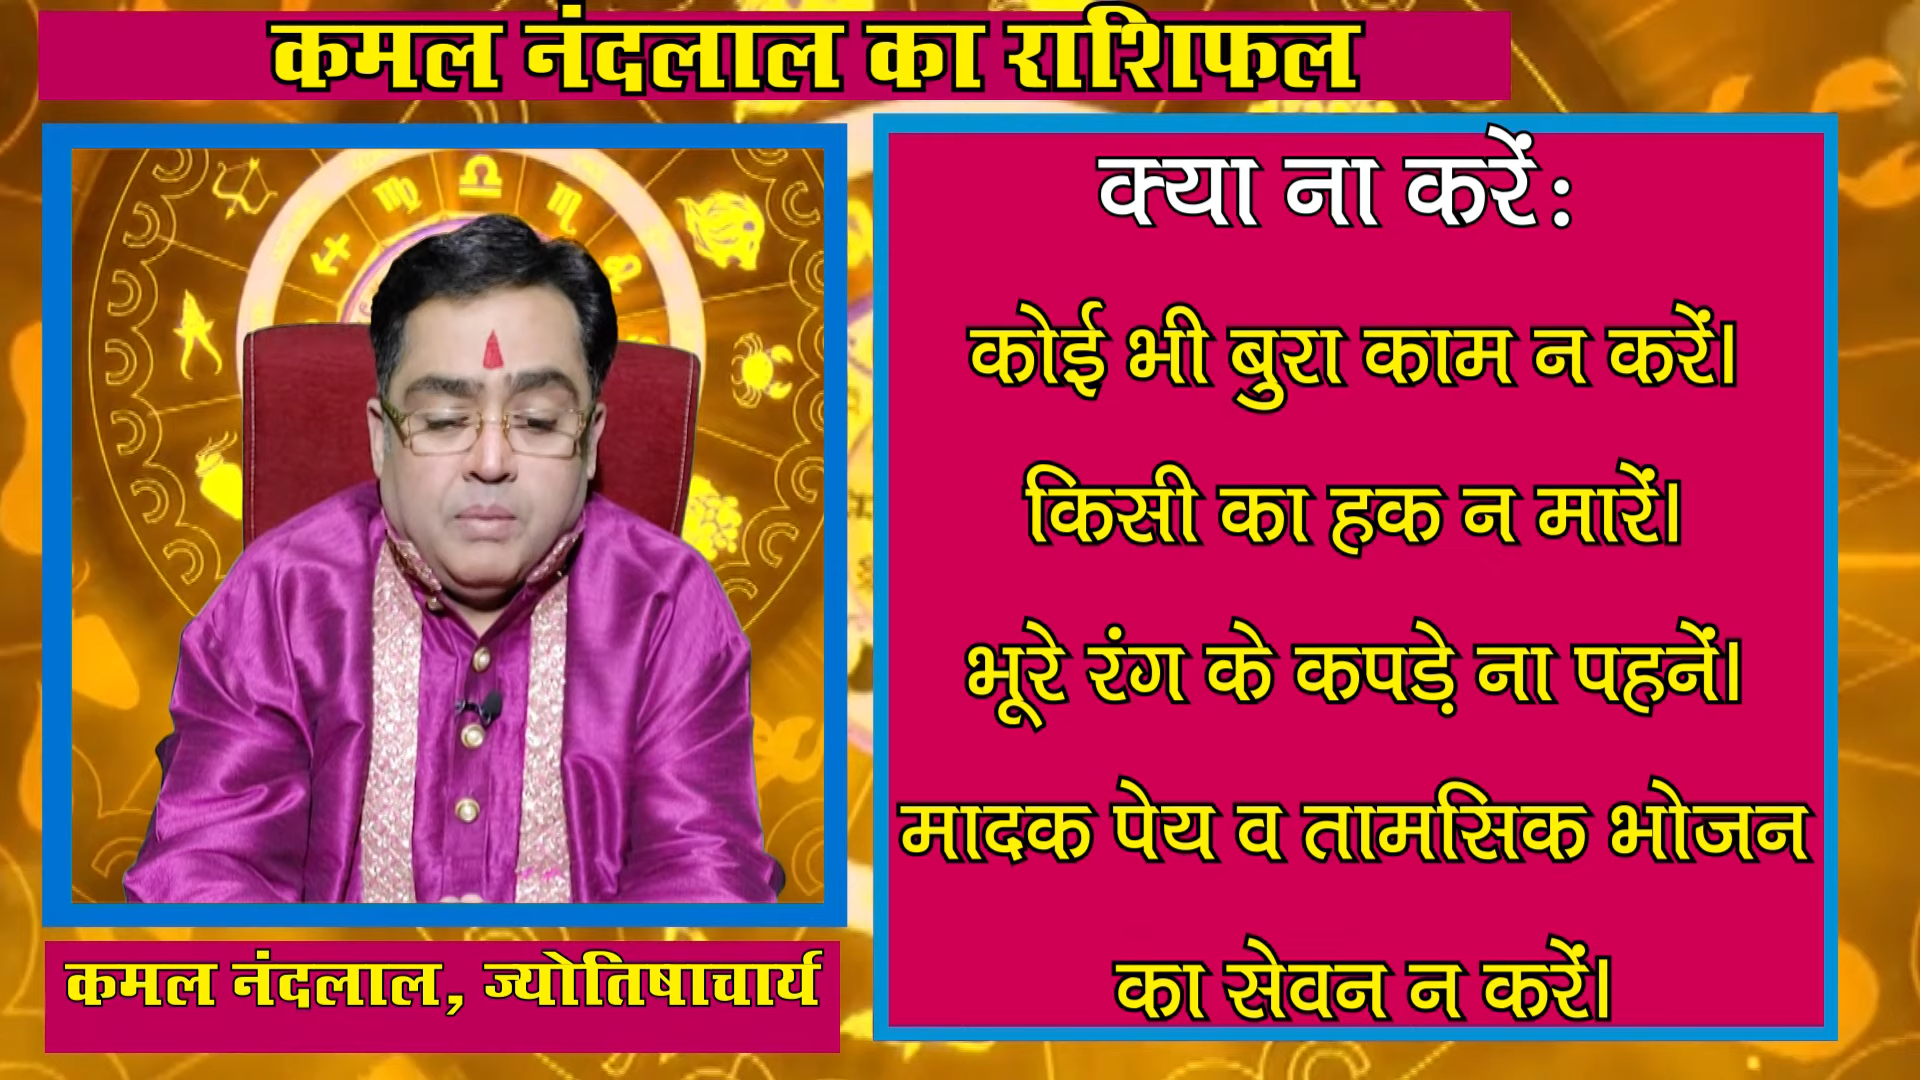 कमल नंदलाल का राशिफल
क्या ना करें:
कोई भी बुरा काम न करें।
किसी का हक न मारें।
भूरे रंग के कपड़े ना पहनें।
मादक पेय व तामसिक भोजन
का सेवन न करें।
कमल नंदलाल, ज्योतिषाचार्य